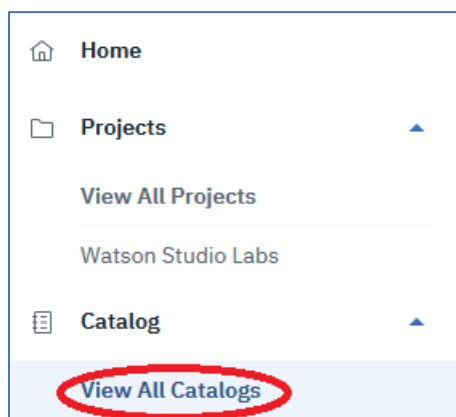 Home
Projects
View All Projects
Watson Studio Labs
Catalog
View All Catalogs